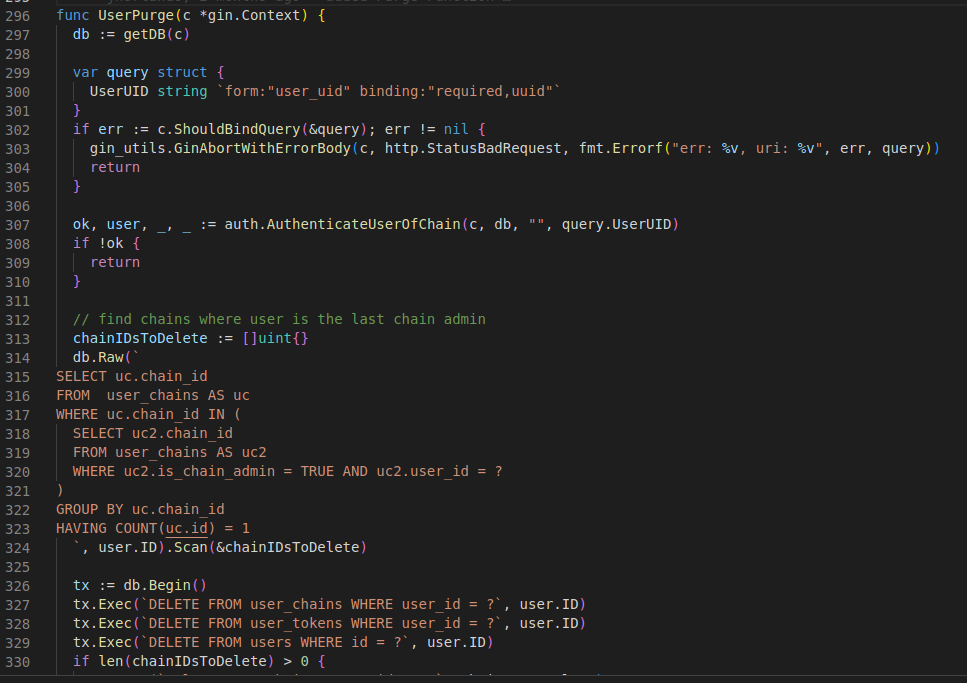 296 func UserPurge(c *gin.Context) {
297 db := getDB(c)
298
299 var query struct {
300 UserUID string `form:"user_uid" binding:"required,uuid"`
301 }
302 if err := c.ShouldBindQuery(&query); err != nil {
303 gin_utils.GinAbortWithErrorBody(c, http.StatusBadRequest, fmt.Errorf("err: %v, uri: %v", err, query))
304 return
305 }
306
307 ok, user, _, _ := auth.AuthenticateUserOfChain(c, db, "", query.UserUID)
308 if !ok {
309 return
310 }
311
312 // find chains where user is the last chain admin
313 chainIDsToDelete := []uint{}
314 db.Raw(`
315 SELECT uc.chain_id
316 FROM  user_chains AS uc
317 WHERE uc.chain_id IN (
318 SELECT uc2.chain_id
319 FROM user_chains AS uc2
320 WHERE uc2.is_chain_admin = TRUE AND uc2.user_id = ?
321 )
322 GROUP BY uc.chain_id
323 HAVING COUNT(uc.id) = 1
324 `, user.ID).Scan(&chainIDsToDelete)
325
326 tx := db.Begin()
327 tx.Exec(`DELETE FROM user_chains WHERE user_id = ?`, user.ID)
328 tx.Exec(`DELETE FROM user_tokens WHERE user_id = ?`, user.ID)
329 tx.Exec(`DELETE FROM users WHERE id = ?`, user.ID)
330 if len(chainIDsToDelete) > 0 {